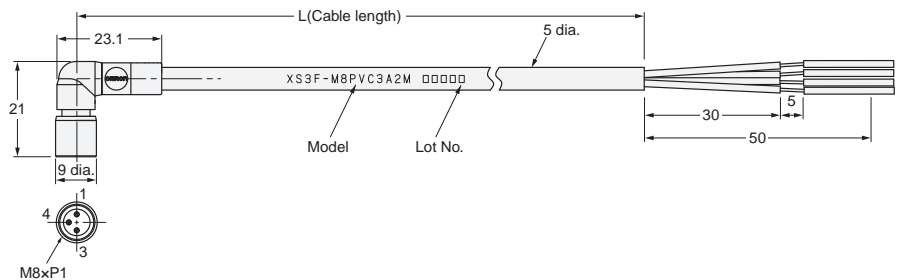 L(Cable length)
23.1
5 dia.
omron
XS3F-M8PVC3A2M □□□□□
21
Model
Lot No.
30
5
50
9 dia.
1
4
3
M8×P1